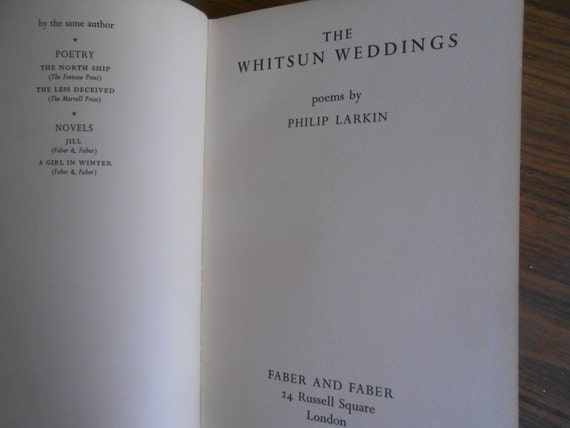 by the same author
*
POETRY
THE NORTH SHIP
(The Fortune Press)
THE LESS DECEIVED
(The Marvell Press)
*
NOVELS
JILL
(Faber & Faber)
A GIRL IN WINTER
(Faber & Faber)
THE
WHITSUN WEDDINGS
poems by
PHILIP LARKIN
FABER AND FABER
24 Russell Square
London